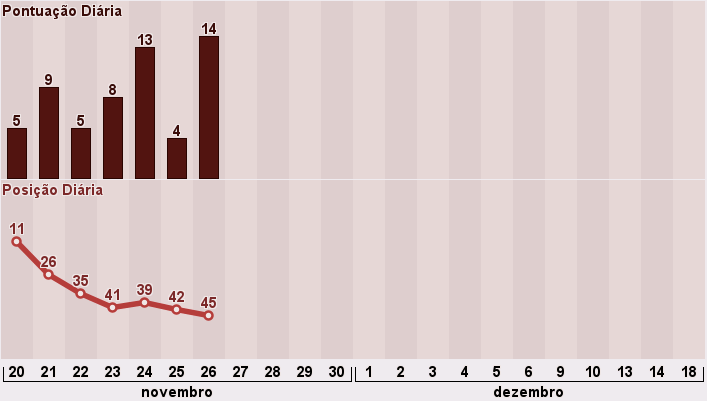 Pontuação Diária
5 9 5 8 13 4 14
Posição Diária
11 26 35 41 39 42 45
20 21 22 23 24 25 26 27 28 29 30 1 2 3 4 5 6 9 10 13 14 18
novembro dezembro